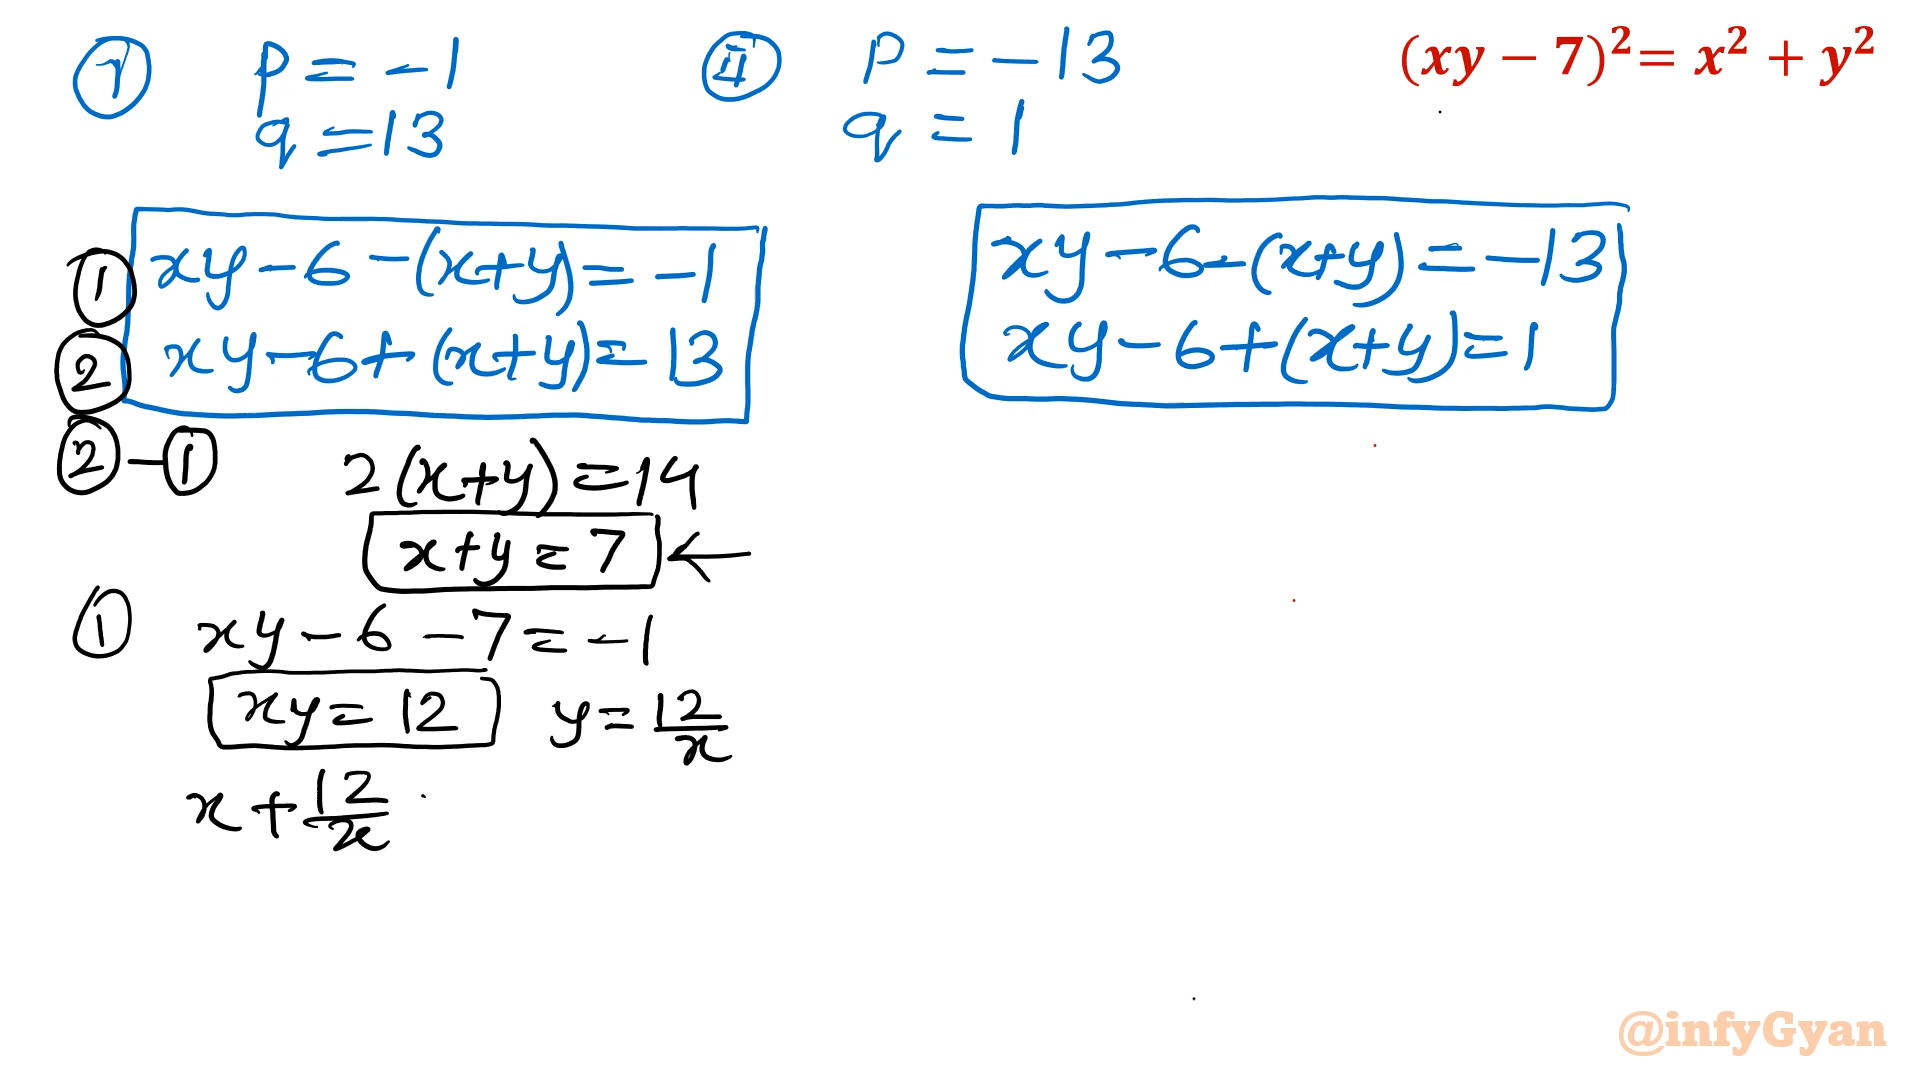 I p = -1
q = 13
II p = -13
q = 1
(xy − 7)² = x² + y²
① xy - 6 - (x+y) = -1
② xy - 6 + (x+y) = 13
xy - 6 - (x+y) = -13
xy - 6 + (x+y) = 1
② - ① 2(x+y) = 14
x+y = 7 ←
① xy - 6 - 7 = -1
xy = 12 y = 12/x
x + 12/x
@infyGyan